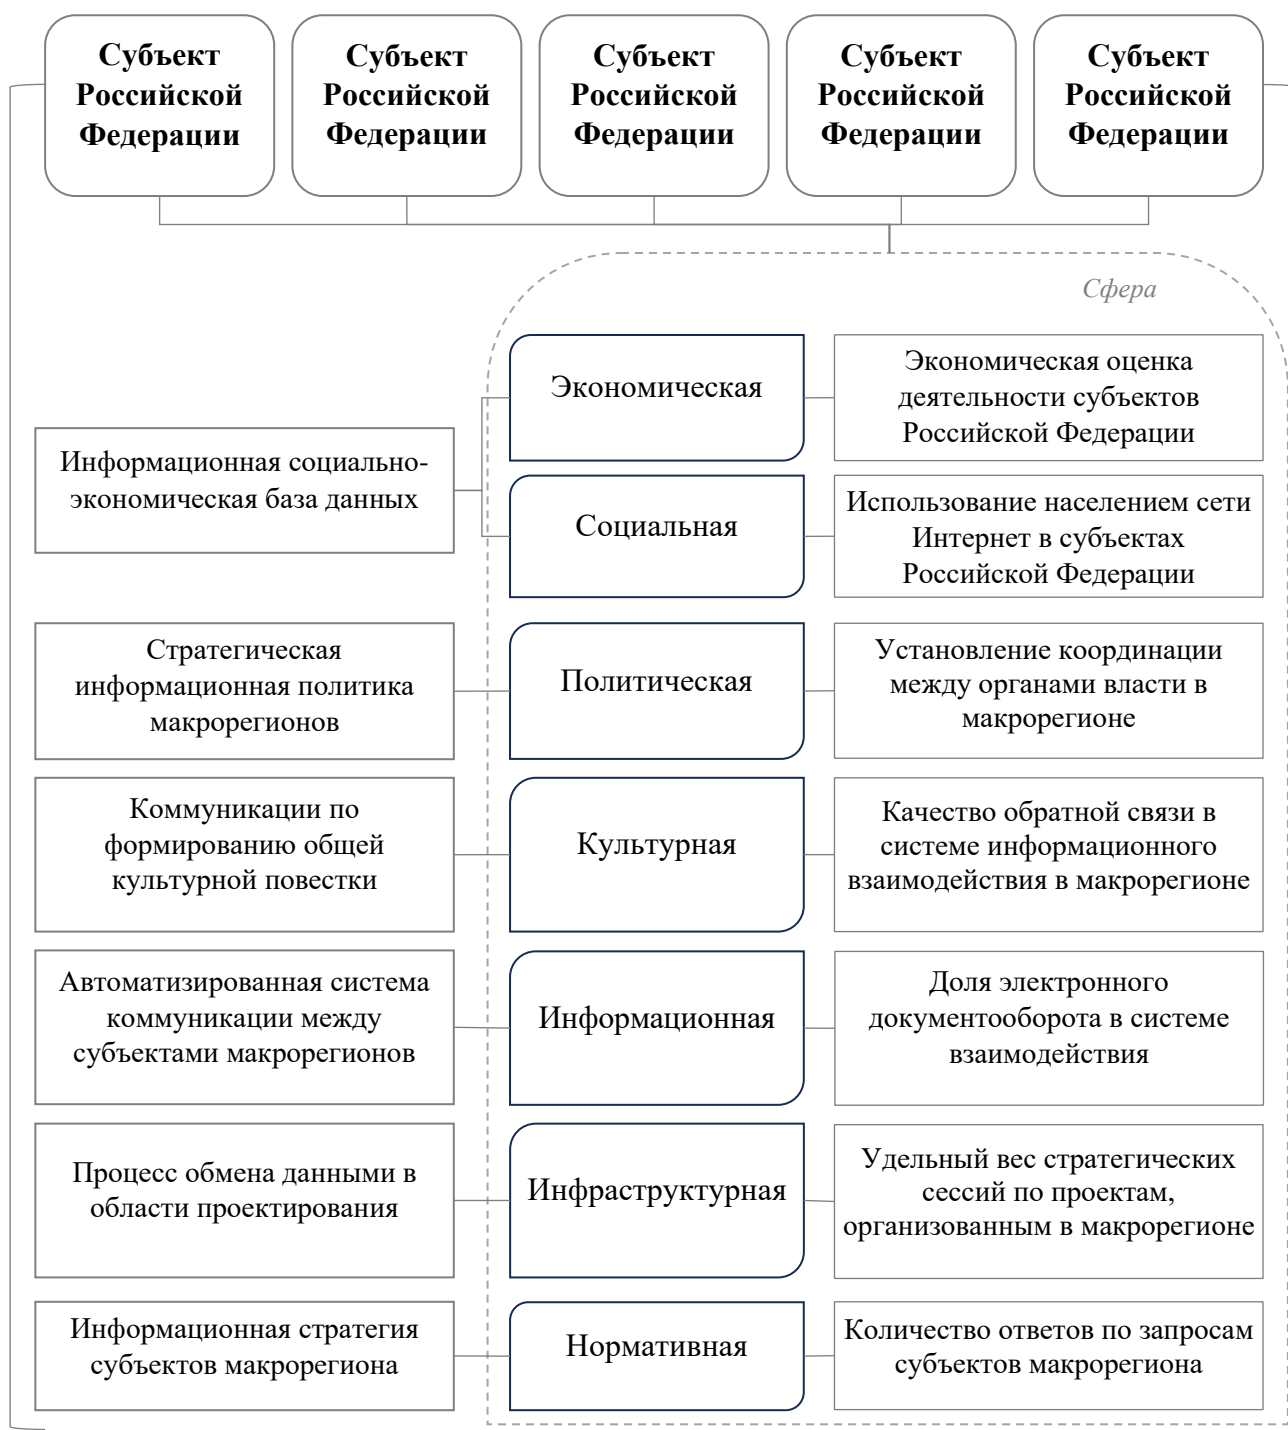 Субъект
Российской
Федерации
Субъект
Российской
Федерации
Субъект
Российской
Федерации
Субъект
Российской
Федерации
Субъект
Российской
Федерации
Сфера
Информационная социально-
экономическая база данных
Экономическая
Экономическая оценка
деятельности субъектов
Российской Федерации
Социальная
Использование населением сети
Интернет в субъектах
Российской Федерации
Стратегическая
информационная политика
макрорегионов
Политическая
Установление координации
между органами власти в
макрорегионе
Коммуникации по
формированию общей
культурной повестки
Культурная
Качество обратной связи в
системе информационного
взаимодействия в макрорегионе
Автоматизированная система
коммуникации между
субъектами макрорегионов
Информационная
Доля электронного
документооборота в системе
взаимодействия
Процесс обмена данными в
области проектирования
Инфраструктурная
Удельный вес стратегических
сессий по проектам,
организованным в макрорегионе
Информационная стратегия
субъектов макрорегиона
Нормативная
Количество ответов по запросам
субъектов макрорегиона